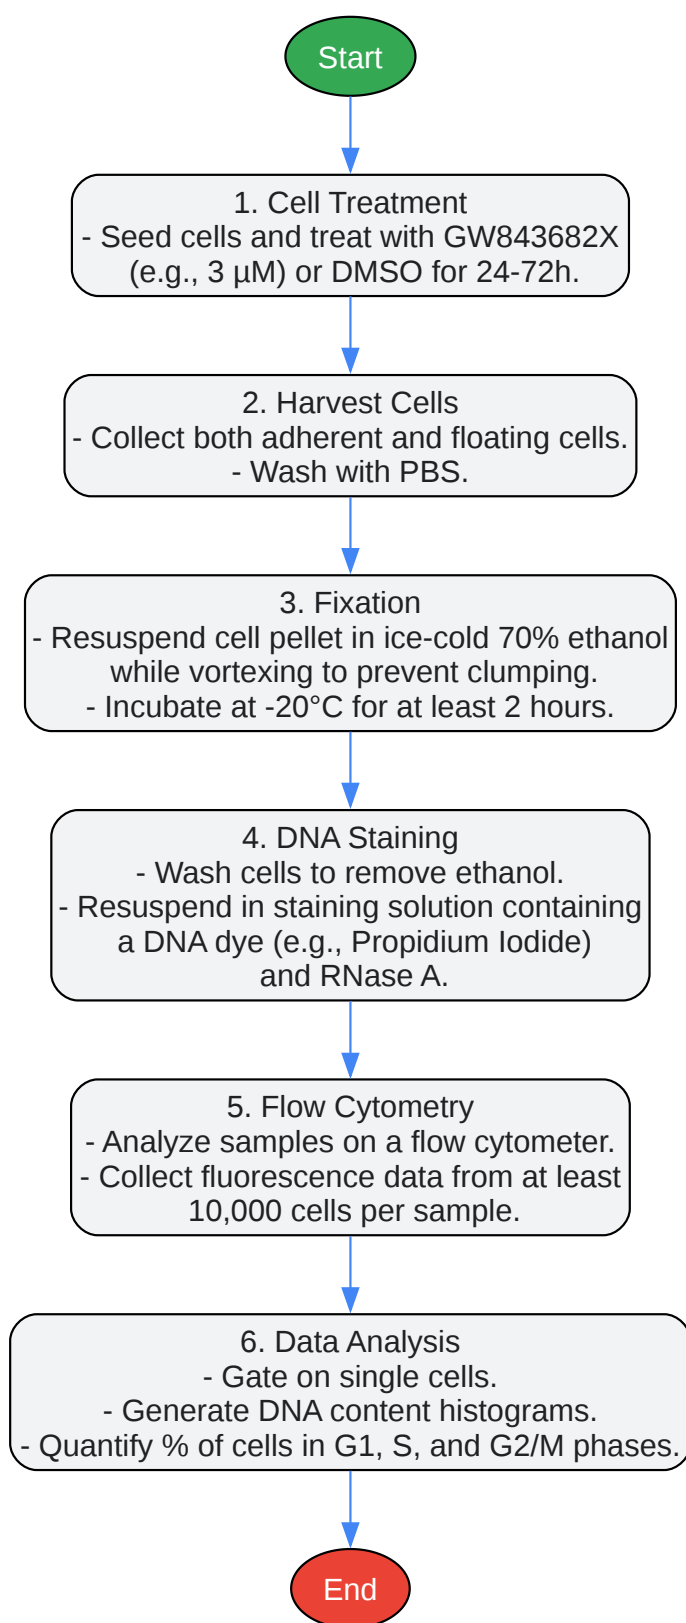 Start
1. Cell Treatment
- Seed cells and treat with GW843682X
(e.g., 3 µM) or DMSO for 24-72h.
2. Harvest Cells
- Collect both adherent and floating cells.
- Wash with PBS.
3. Fixation
- Resuspend cell pellet in ice-cold 70% ethanol
while vortexing to prevent clumping.
- Incubate at -20°C for at least 2 hours.
4. DNA Staining
- Wash cells to remove ethanol.
- Resuspend in staining solution containing
a DNA dye (e.g., Propidium Iodide)
and RNase A.
5. Flow Cytometry
- Analyze samples on a flow cytometer.
- Collect fluorescence data from at least
10,000 cells per sample.
6. Data Analysis
- Gate on single cells.
- Generate DNA content histograms.
- Quantify % of cells in G1, S, and G2/M phases.
End